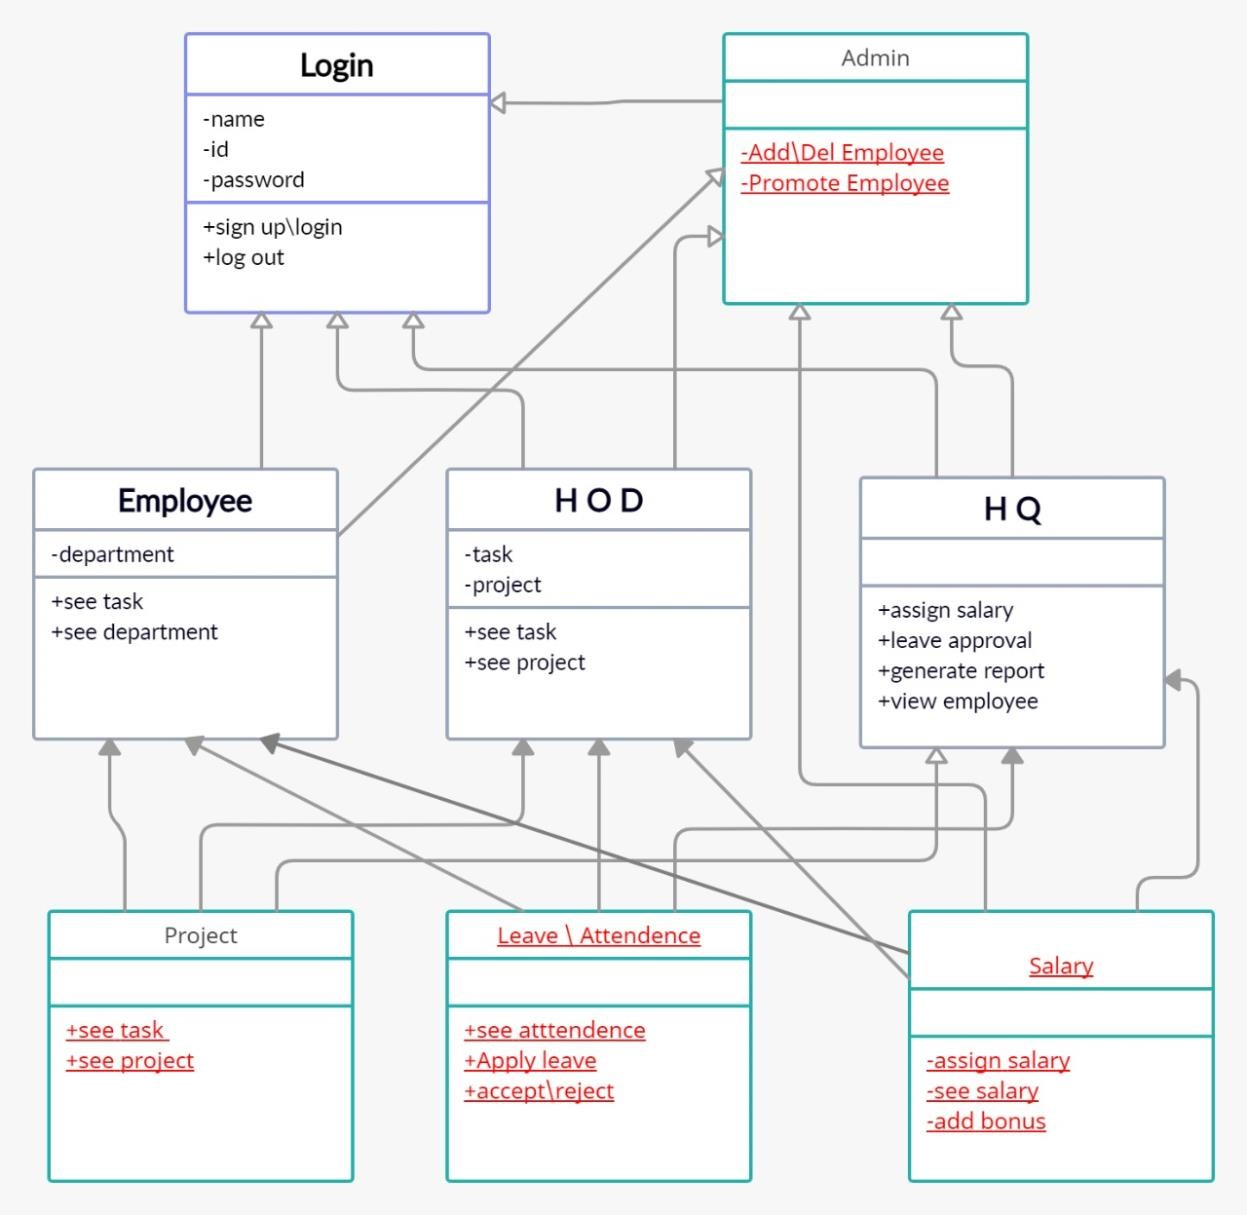 Login
-name
-id
-password
+sign up\login
+log out
Admin
-Add\Del Employee
-Promote Employee
Employee
-department
+see task
+see department
H O D
-task
-project
+see task
+see project
H Q
+assign salary
+leave approval
+generate report
+view employee
Project
+see task
+see project
Leave \ Attendence
+see atttendence
+Apply leave
+accept\reject
Salary
-assign salary
-see salary
-add bonus